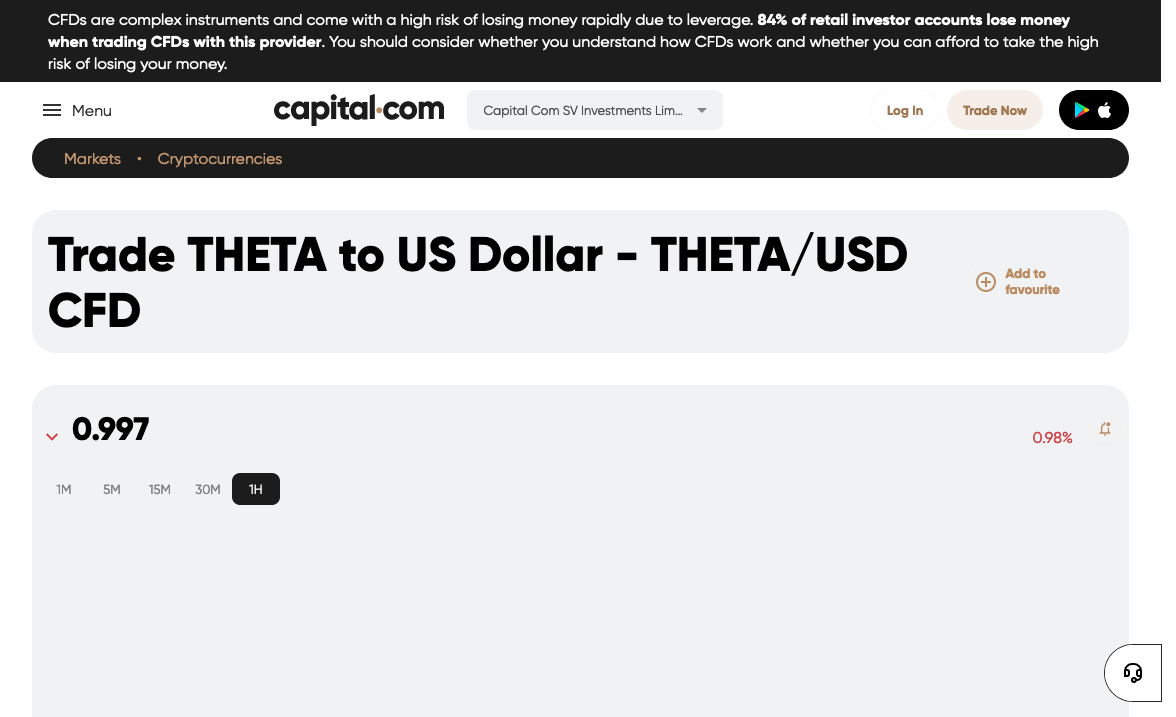 CFDs are complex instruments and come with a high risk of losing money rapidly due to leverage. 84% of retail investor accounts lose money
when trading CFDs with this provider. You should consider whether you understand how CFDs work and whether you can afford to take the high
risk of losing your money.
Menu
capital.com
Capital Com SV Investments Lim...
Log In
Trade Now
Markets • Cryptocurrencies
Trade THETA to US Dollar - THETA/USD
CFD
Add to
favourite
0.997
0.98%
1M 5M 15M 30M 1H